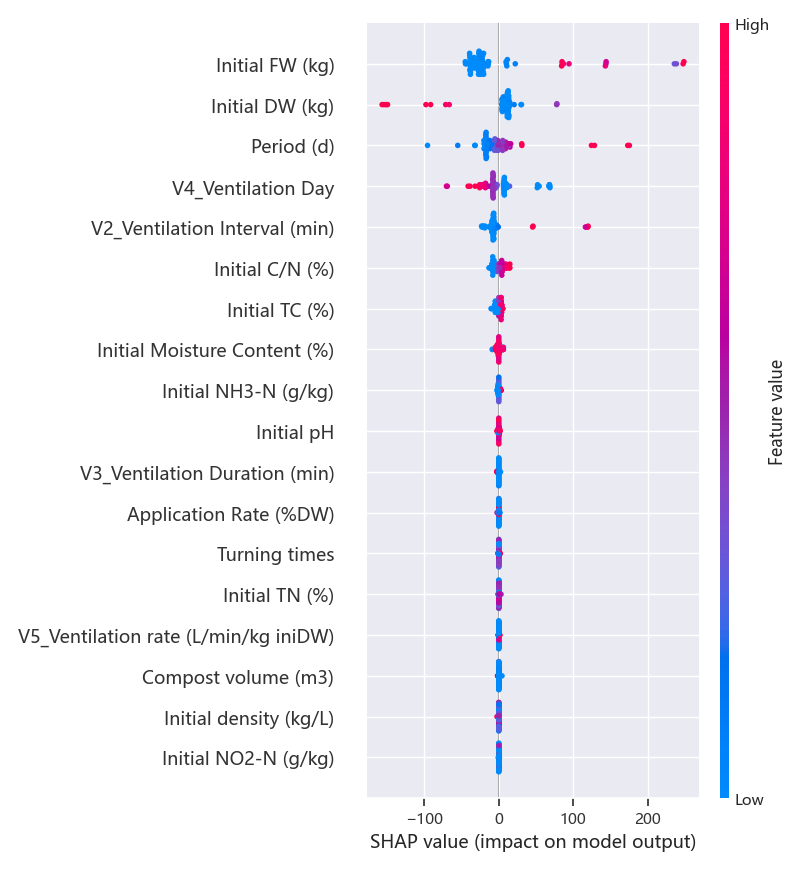 High
Initial FW (kg)
Initial DW (kg)
Period (d)
V4_Ventilation Day
V2_Ventilation Interval (min)
Initial C/N (%)
Initial TC (%)
Initial Moisture Content (%)
Initial NH3-N (g/kg)
Initial pH
V3_Ventilation Duration (min)
Application Rate (%DW)
Turning times
Initial TN (%)
V5_Ventilation rate (L/min/kg iniDW)
Compost volume (m3)
Initial density (kg/L)
Initial NO2-N (g/kg)
Feature value
Low
−100 0 100 200
SHAP value (impact on model output)